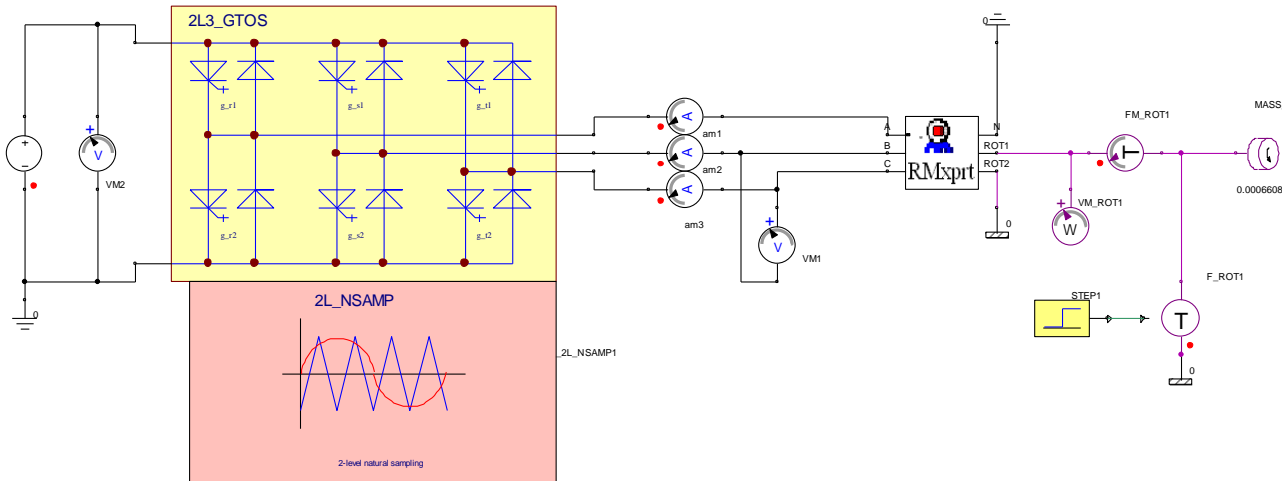 2L3_GTOS
g_r1
g_s1
g_t1
g_r2
g_s2
g_t2
+
−
+
V
VM2
0
2L_NSAMP
_2L_NSAMP1
2-level natural sampling
A
am1
A
am2
A
am3
+
V
VM1
0
A
B
C
N
ROT1
ROT2
RMxprt
0
FM_ROT1
T
+
VM_ROT1
W
MASS
0.0006608
F_ROT1
STEP1
T
0